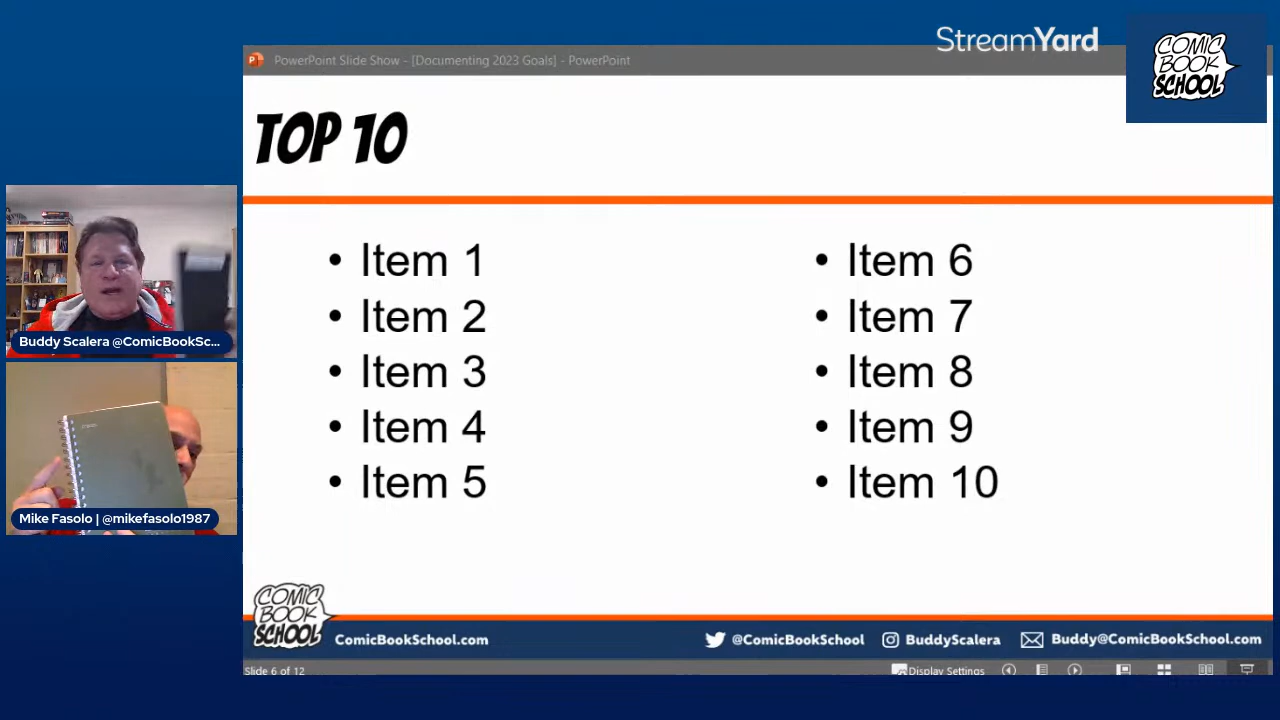 StreamYard
COMIC
BOOK
SCHOOL
PowerPoint Slide Show - [Documenting 2023 Goals] - PowerPoint
TOP 10
• Item 1
• Item 2
• Item 3
• Item 4
• Item 5
• Item 6
• Item 7
• Item 8
• Item 9
• Item 10
Buddy Scalera @ComicBookSc...
Mike Fasolo | @mikefasolo1987
COMIC
BOOK
SCHOOL
ComicBookSchool.com
@ComicBookSchool
BuddyScalera
Buddy@ComicBookSchool.com
Slide 6 of 12
Display Settings